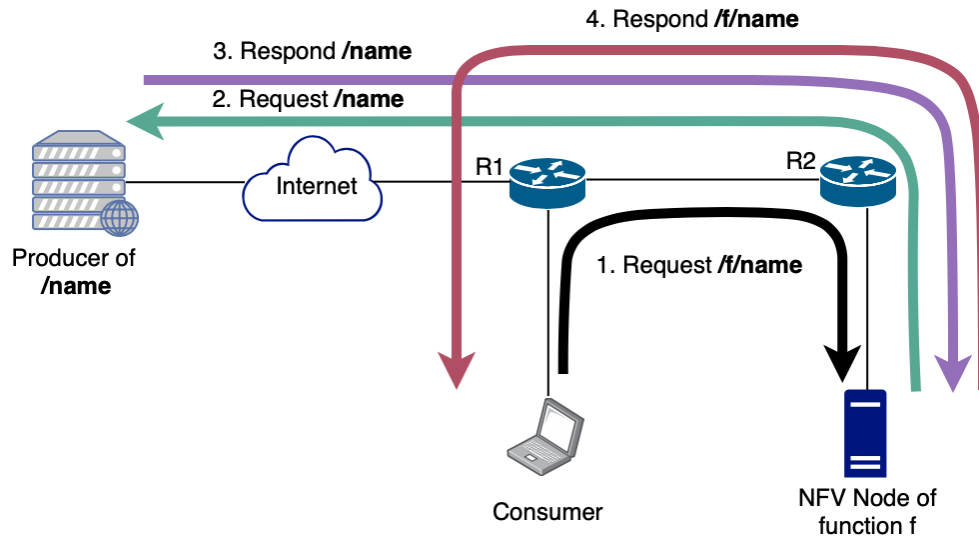 4. Respond /f/name
3. Respond /name
2. Request /name
R1
R2
Internet
Producer of
/name
1. Request /f/name
Consumer
NFV Node of
function f